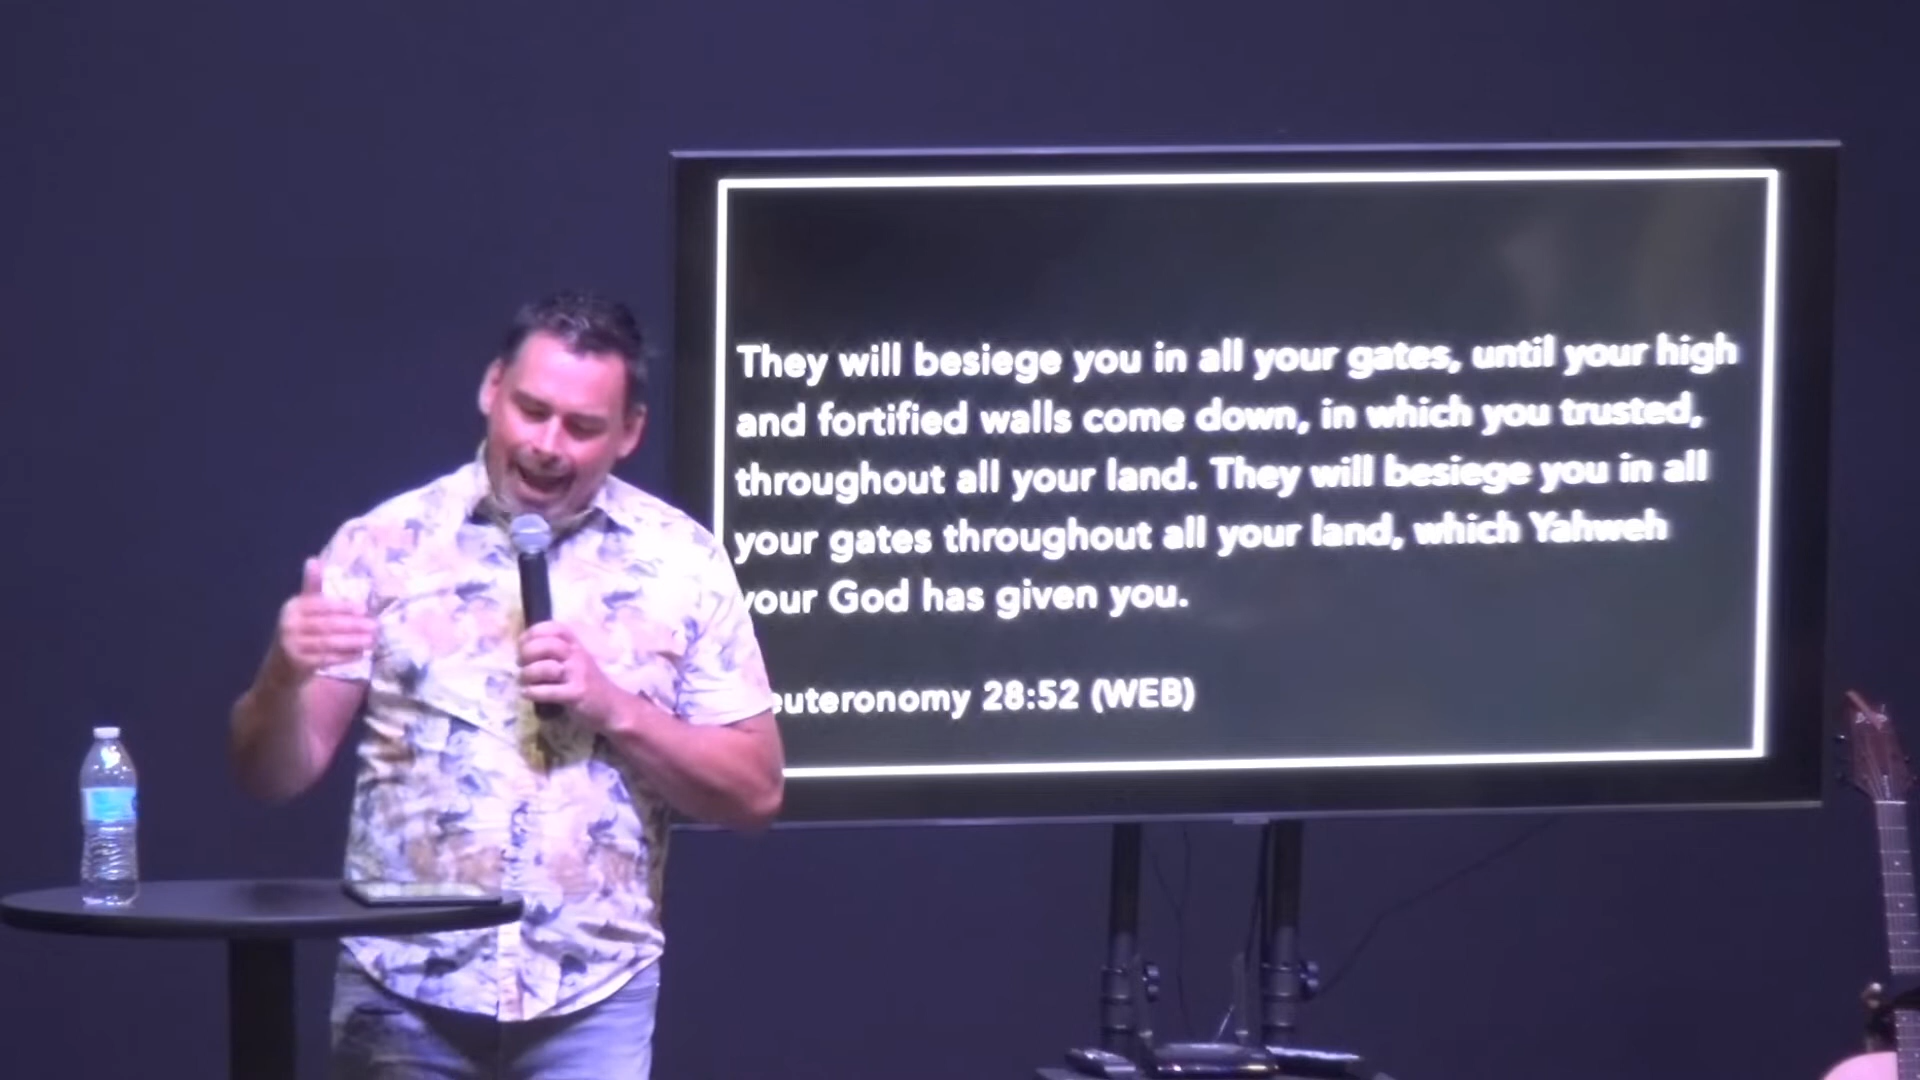 They will besiege you in all your gates, until your high
and fortified walls come down, in which you trusted,
throughout all your land. They will besiege you in all
your gates throughout all your land, which Yahweh
your God has given you.
euteronomy 28:52 (WEB)